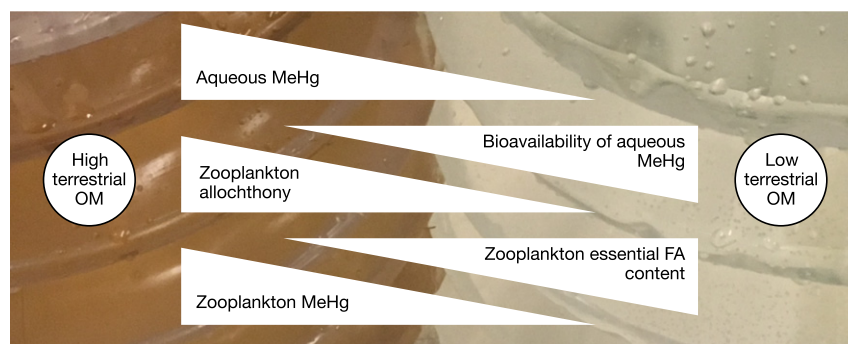 Aqueous MeHg
Bioavailability of aqueous
MeHg
High
terrestrial
OM
Zooplankton
allochthony
Low
terrestrial
OM
Zooplankton essential FA
content
Zooplankton MeHg